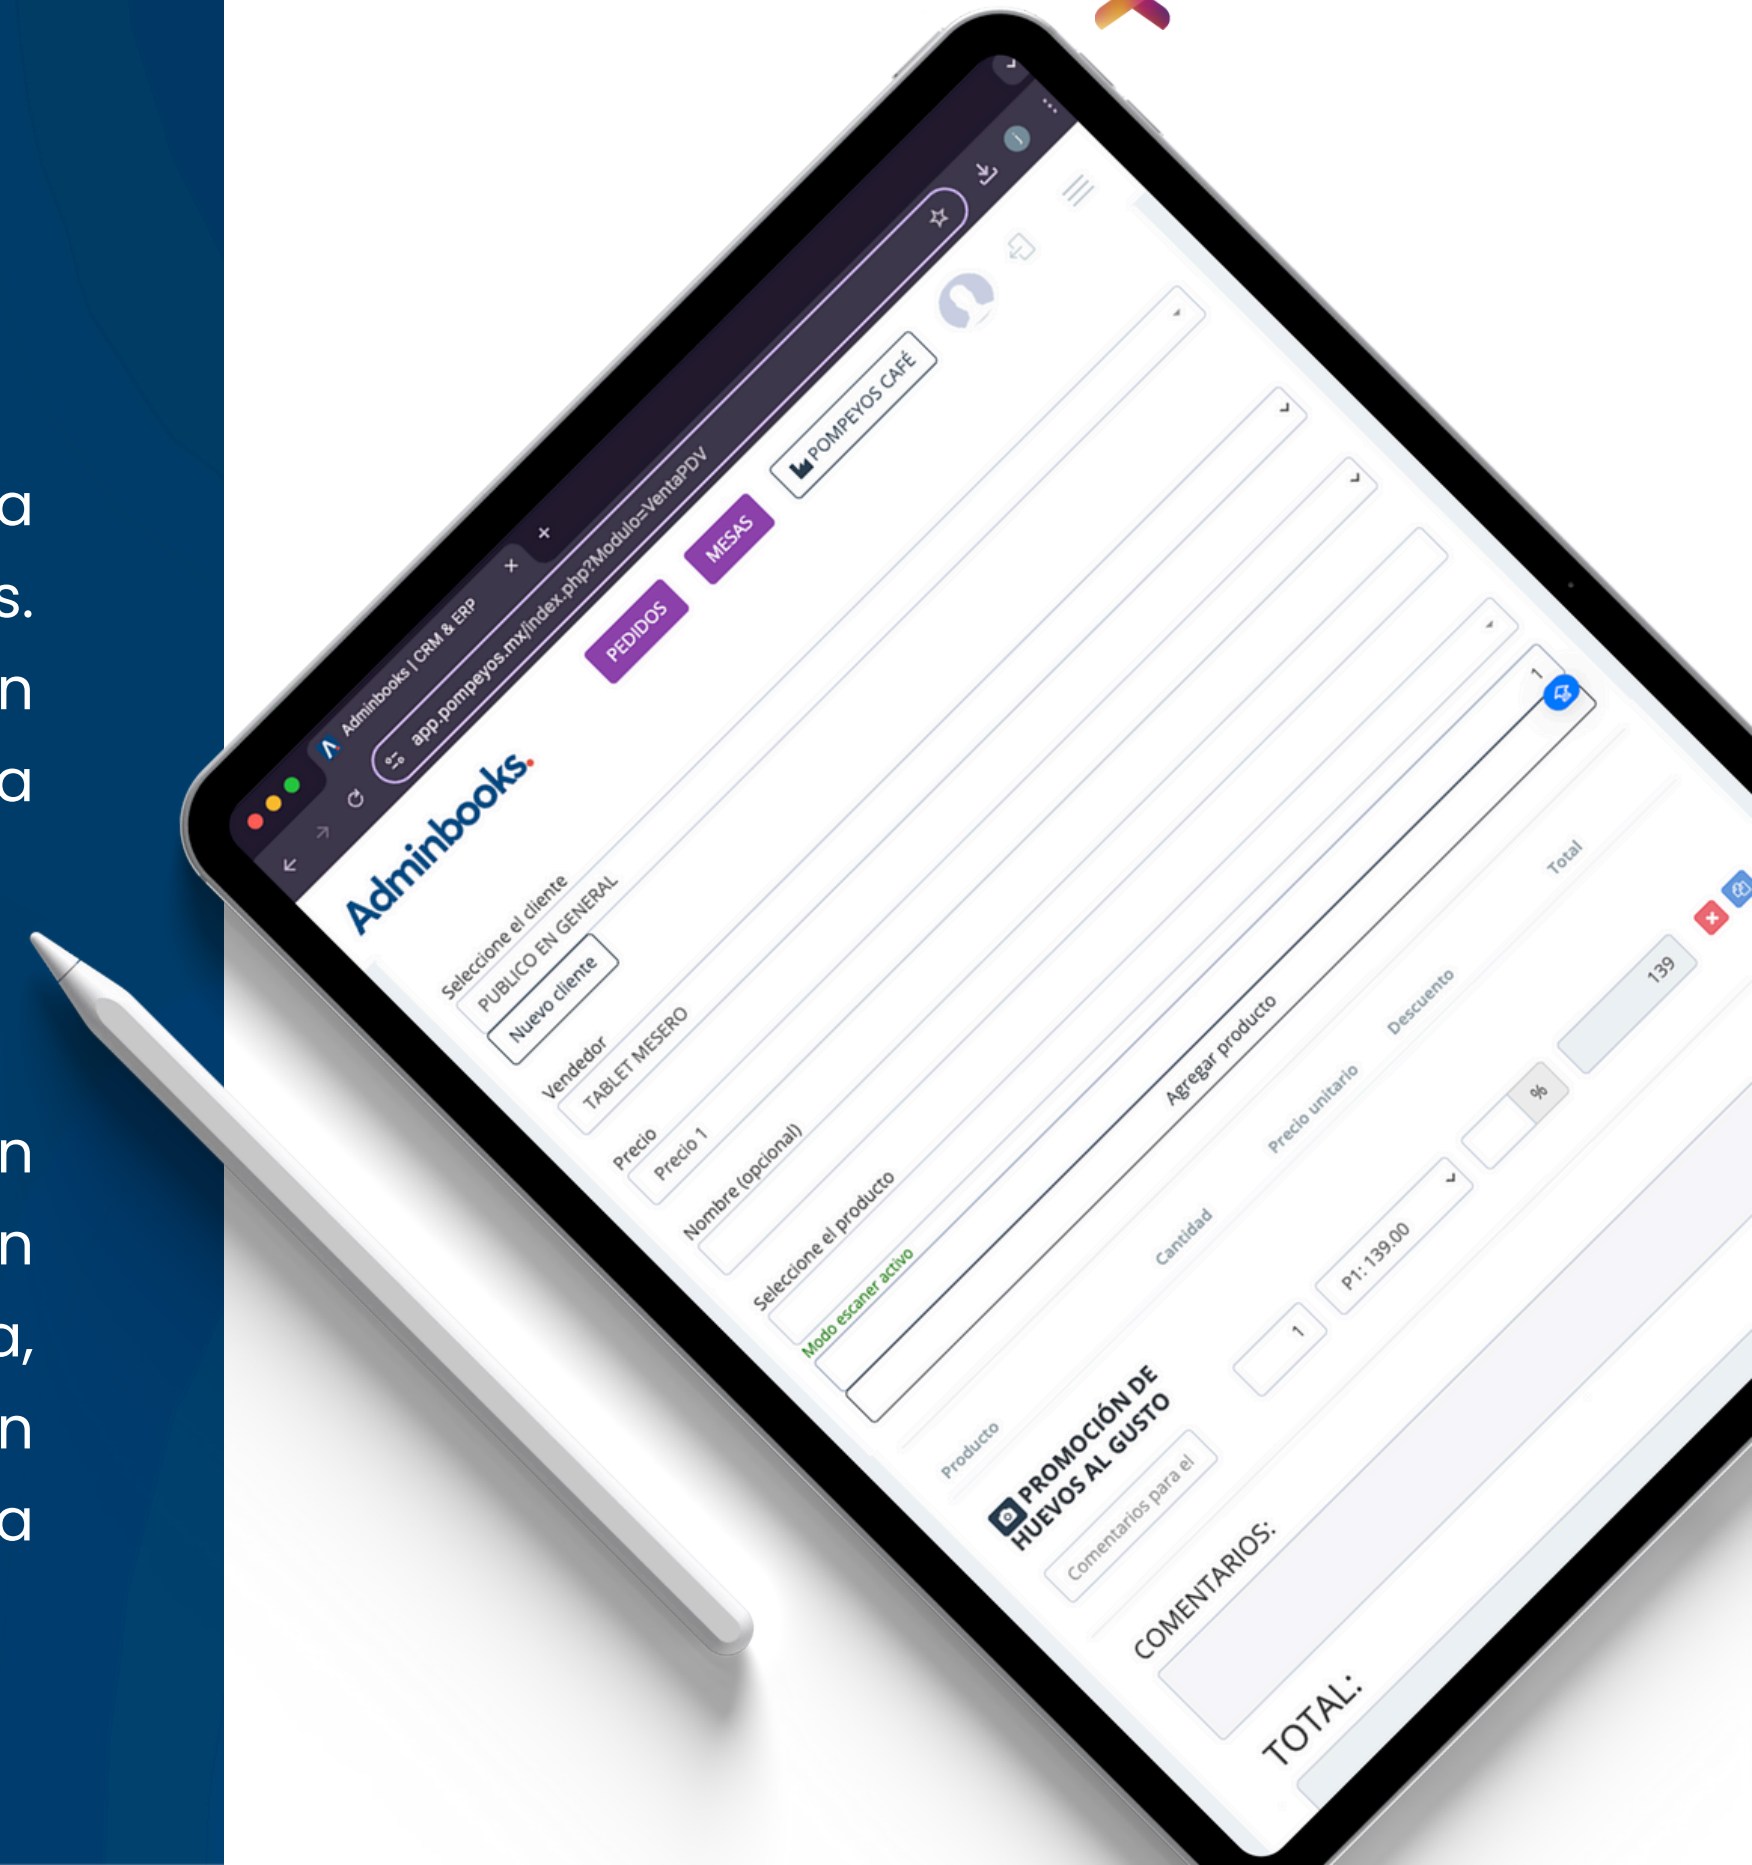 a
s.
n
a
n
n
a,
n
a
Adminbooks | CRM & ERP
app.pompeyos.mx/index.php?Modulo=VentaPDV
Adminbooks.
PEDIDOS
MESAS
POMPEYOS CAFÉ
Seleccione el cliente
PUBLICO EN GENERAL
Nuevo cliente
Vendedor
TABLET MESERO
Precio
Precio 1
Nombre (opcional)
Seleccione el producto
Modo escaner activo
1
Agregar producto
Producto
Cantidad
Precio unitario
Descuento
Total
PROMOCIÓN DE
HUEVOS AL GUSTO
1
P1: 139.00
%
139
Comentarios para el
COMENTARIOS:
TOTAL: